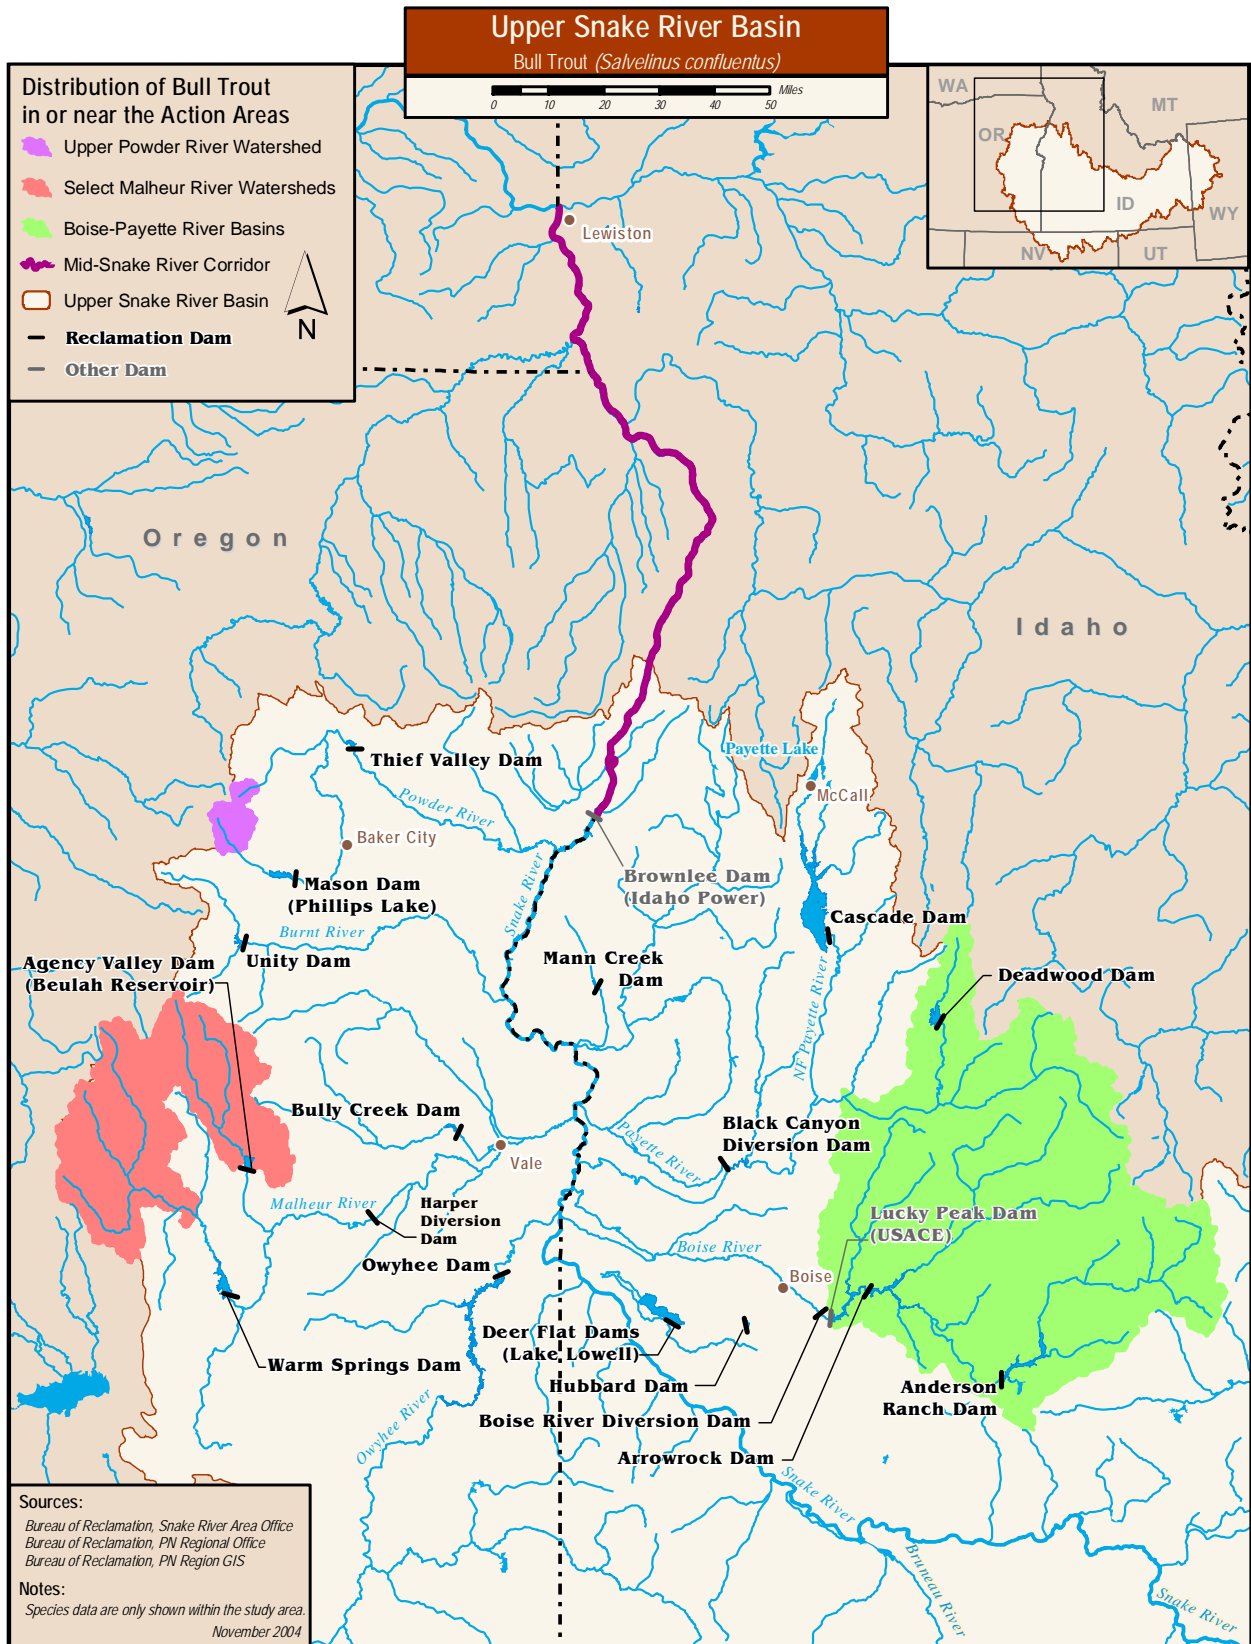 Upper Snake River Basin
Bull Trout (Salvelinus confluentus)
Miles
0 10 20 30 40 50
Distribution of Bull Trout
in or near the Action Areas
Upper Powder River Watershed
Select Malheur River Watersheds
Boise-Payette River Basins
Mid-Snake River Corridor
Upper Snake River Basin
Reclamation Dam
Other Dam
N
WA
MT
OR
ID
WY
NV
UT
Lewiston
Oregon
Idaho
Payette Lake
Thief Valley Dam
McCall
Powder River
Baker City
Snake River
Brownlee Dam
(Idaho Power)
Mason Dam
(Phillips Lake)
Cascade Dam
Burnt River
Unity Dam
Agency Valley Dam
(Beulah Reservoir)
Mann Creek
Dam
Deadwood Dam
NF Payette River
Bully Creek Dam
Black Canyon
Diversion Dam
Payette River
Vale
Malheur River
Harper
Diversion
Dam
Lucky Peak Dam
(USACE)
Boise River
Owyhee Dam
Boise
Deer Flat Dams
(Lake Lowell)
Warm Springs Dam
Hubbard Dam
Anderson
Ranch Dam
Boise River Diversion Dam
Owyhee River
Arrowrock Dam
Snake River
Bruneau River
Snake River
Sources:
Bureau of Reclamation, Snake River Area Office
Bureau of Reclamation, PN Regional Office
Bureau of Reclamation, PN Region GIS
Notes:
Species data are only shown within the study area.
November 2004